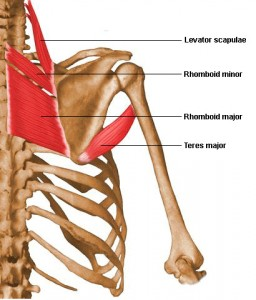 Levator scapulae
Rhomboid minor
Rhomboid major
Teres major